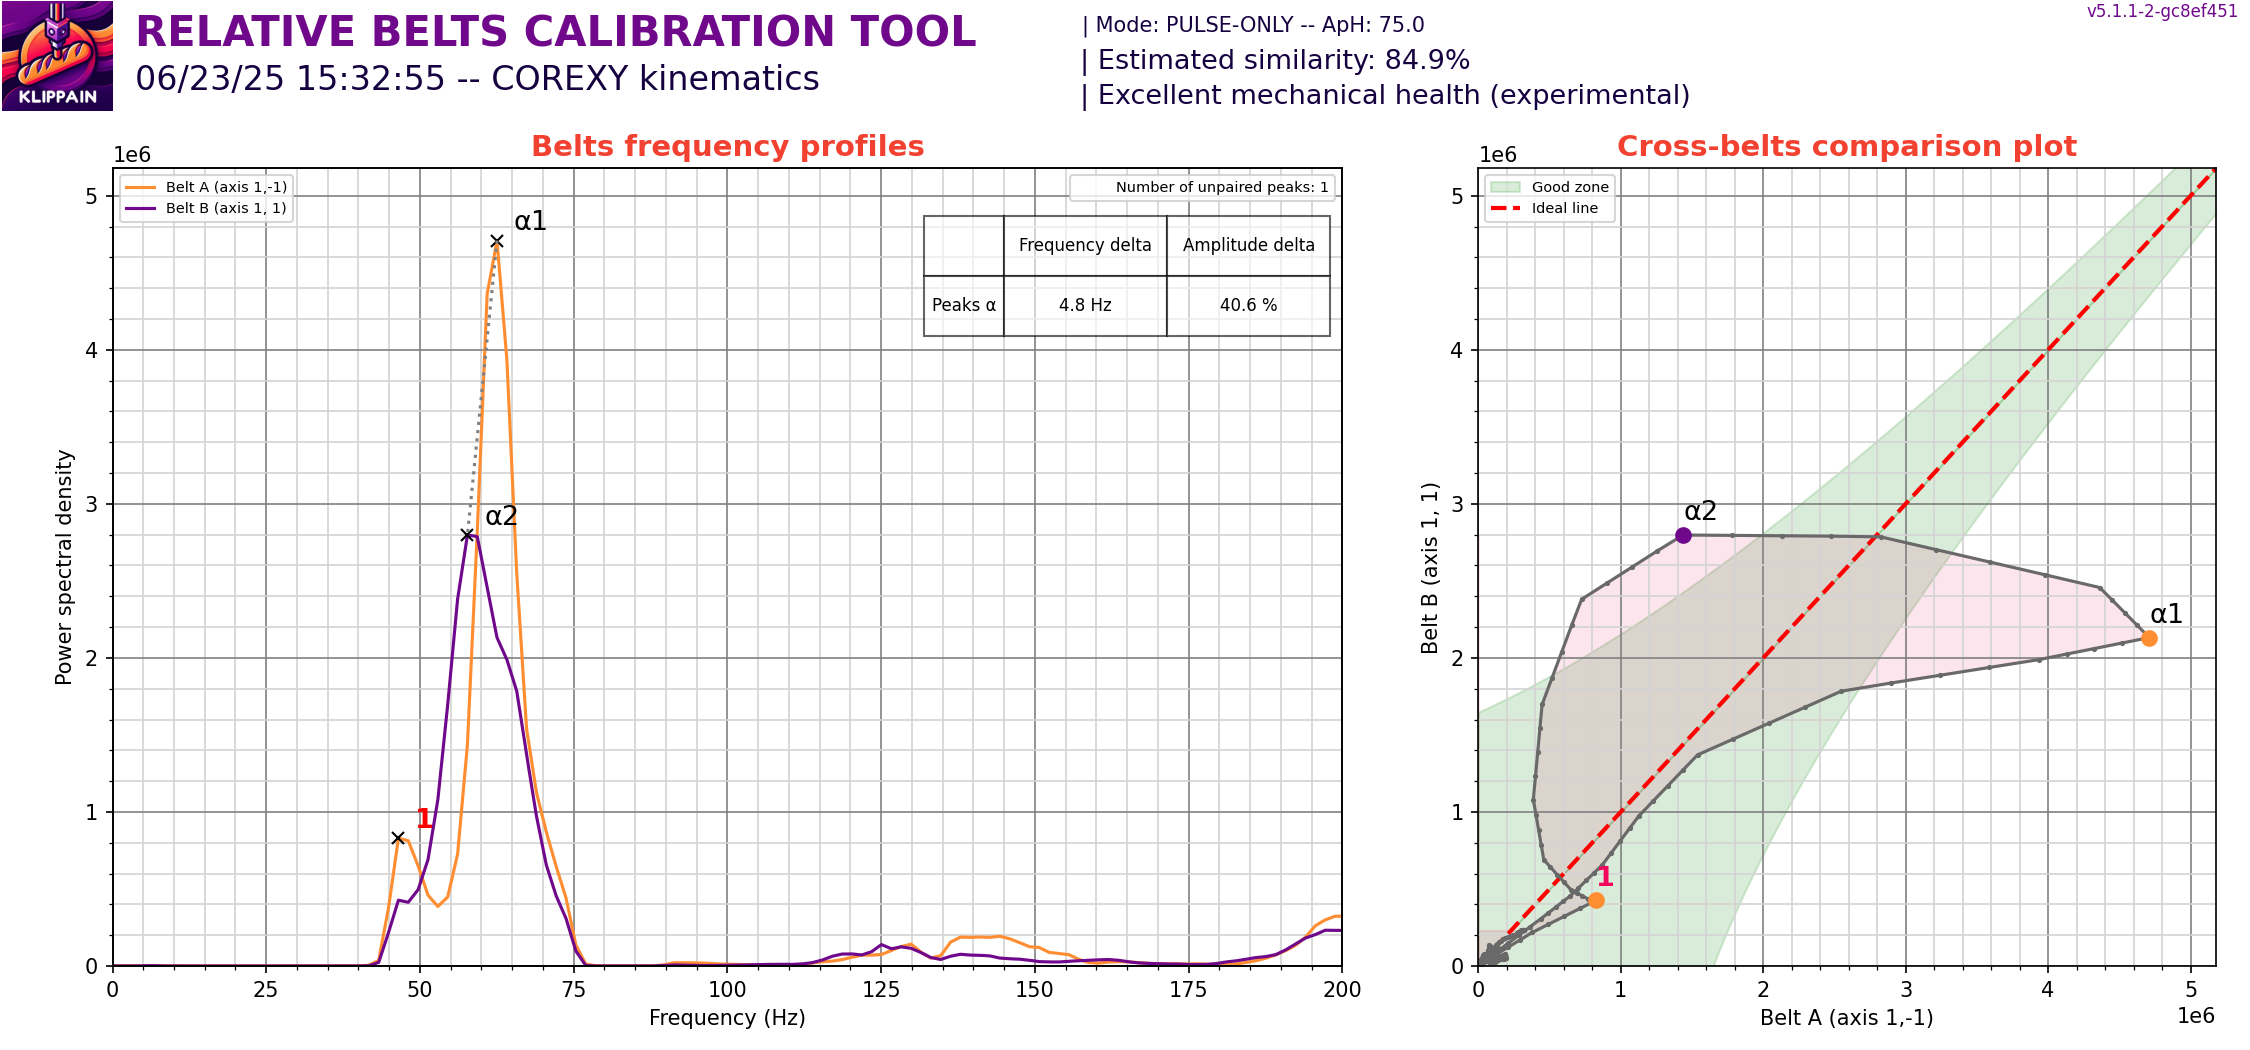 KLIPPAIN
RELATIVE BELTS CALIBRATION TOOL
06/23/25 15:32:55 -- COREXY kinematics
| Mode: PULSE-ONLY -- ApH: 75.0
| Estimated similarity: 84.9%
| Excellent mechanical health (experimental)
v5.1.1-2-gc8ef451
Belts frequency profiles
1e6
Belt A (axis 1,-1)
Belt B (axis 1, 1)
Number of unpaired peaks: 1
Frequency delta Amplitude delta
Peaks α 4.8 Hz 40.6 %
α1
α2
1
5
4
3
2
1
0
Power spectral density
0 25 50 75 100 125 150 175 200
Frequency (Hz)
Cross-belts comparison plot
1e6
Good zone
Ideal line
α2
α1
1
5
4
3
2
1
0
Belt B (axis 1, 1)
0 1 2 3 4 5
Belt A (axis 1,-1)
1e6